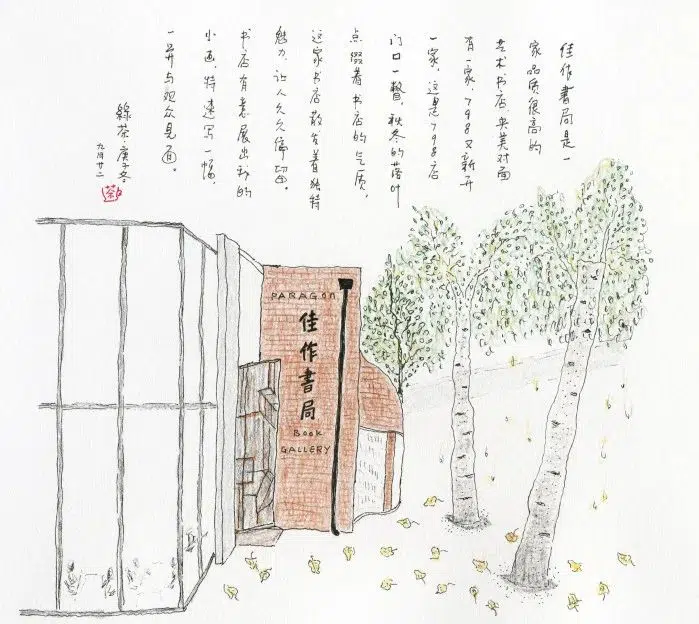 佳作書局是一
家品质很高的
艺术书店，央美对面
有一家，798又新开
一家。这是798店
门口一瞥，秋冬的落叶
点缀着书店的气质。
这家书店散发着独特
魅力，让人久久停留。
书店有意展出我的
小画，特速写一幅，
一并与观众见面。
綠茶 庚子冬
九月廿二
茶
PARAGON
佳作書局
BOOK
GALLERY